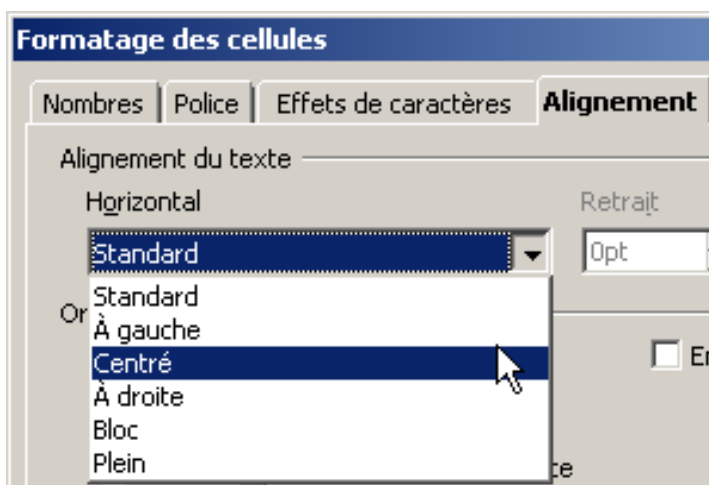 Formatage des cellules
Nombres Police Effets de caractères Alignement
Alignement du texte
Horizontal Retrait
Standard 0pt
Standard
À gauche
Centré
À droite
Bloc
Plein